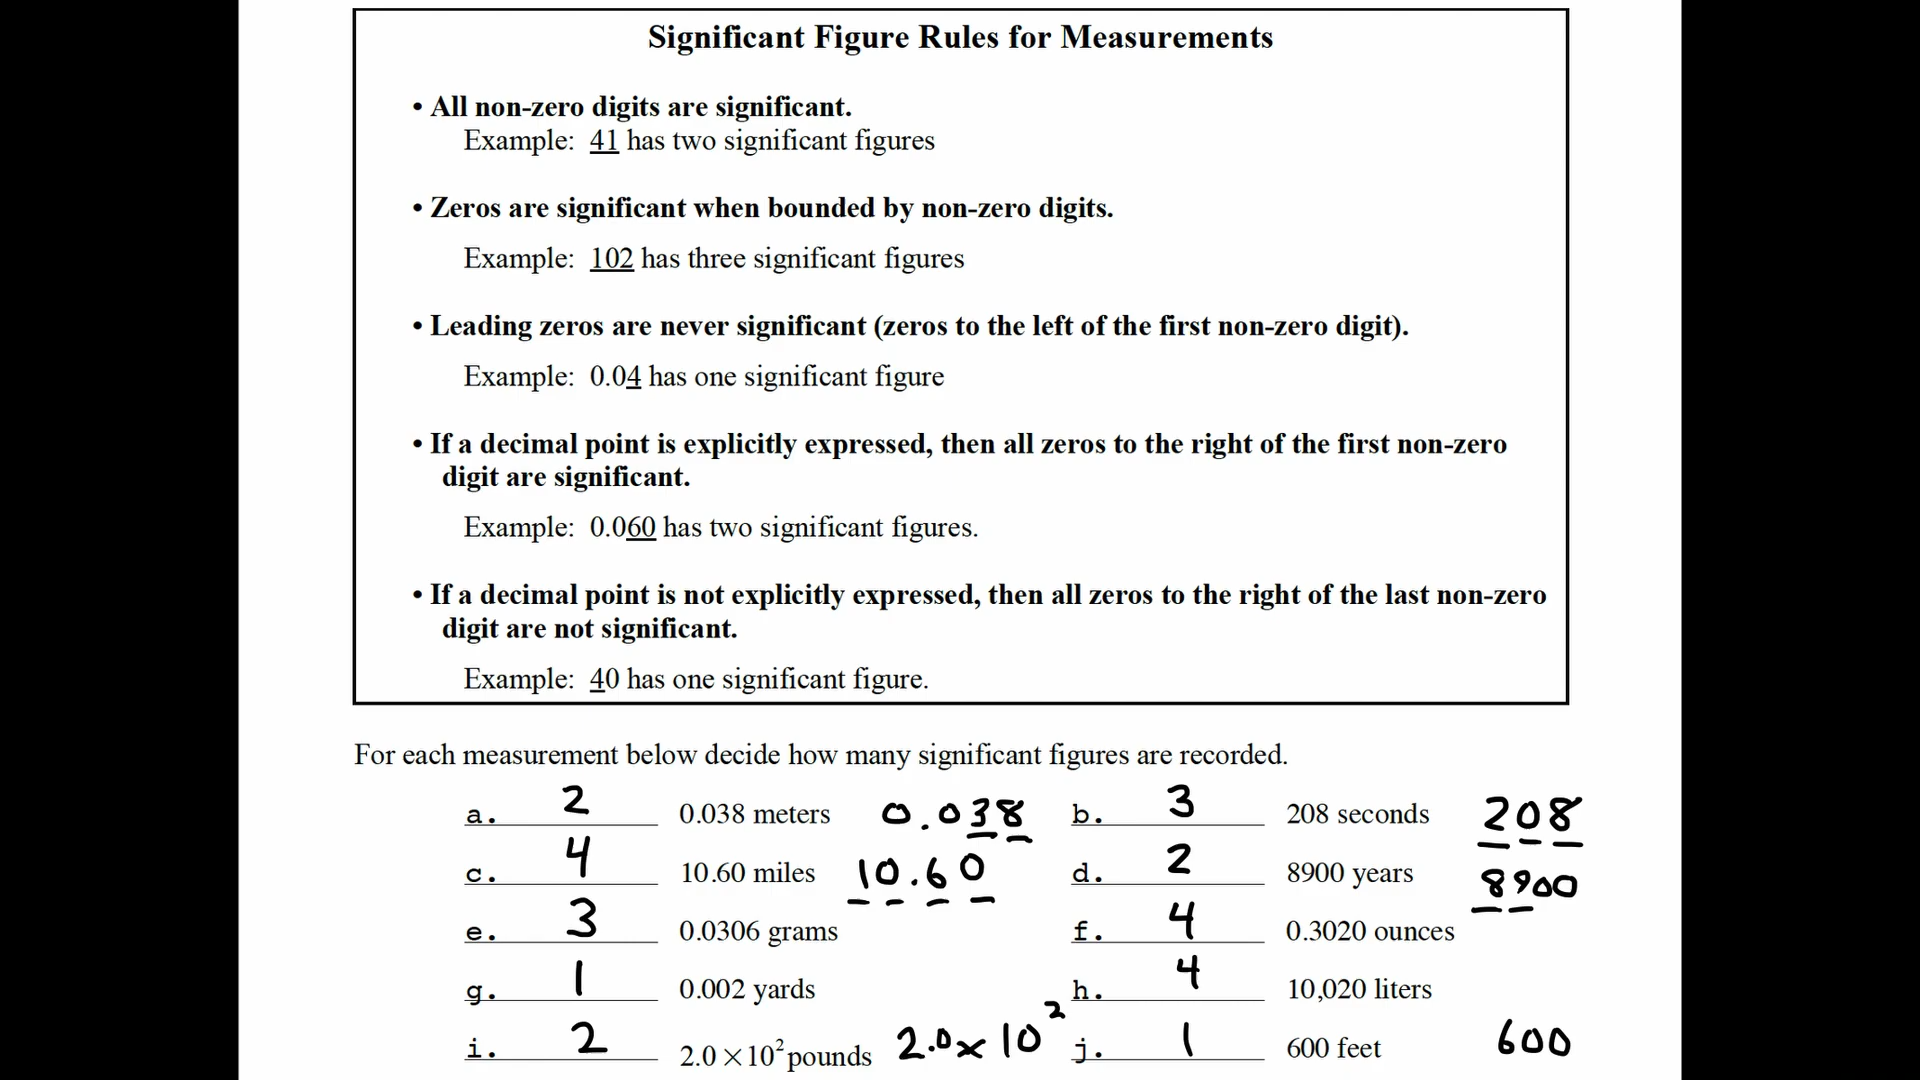 Significant Figure Rules for Measurements
• All non-zero digits are significant.
Example: 41 has two significant figures
• Zeros are significant when bounded by non-zero digits.
Example: 102 has three significant figures
• Leading zeros are never significant (zeros to the left of the first non-zero digit).
Example: 0.04 has one significant figure
• If a decimal point is explicitly expressed, then all zeros to the right of the first non-zero
digit are significant.
Example: 0.060 has two significant figures.
• If a decimal point is not explicitly expressed, then all zeros to the right of the last non-zero
digit are not significant.
Example: 40 has one significant figure.
For each measurement below decide how many significant figures are recorded.
a. 2 0.038 meters 0.038 b. 3 208 seconds 208
c. 4 10.60 miles 10.60 d. 2 8900 years 8900
e. 3 0.0306 grams f. 4 0.3020 ounces
g. 1 0.002 yards h. 4 10,020 liters
i. 2 2.0 ×10² pounds 2.0 × 10² j. 1 600 feet 600